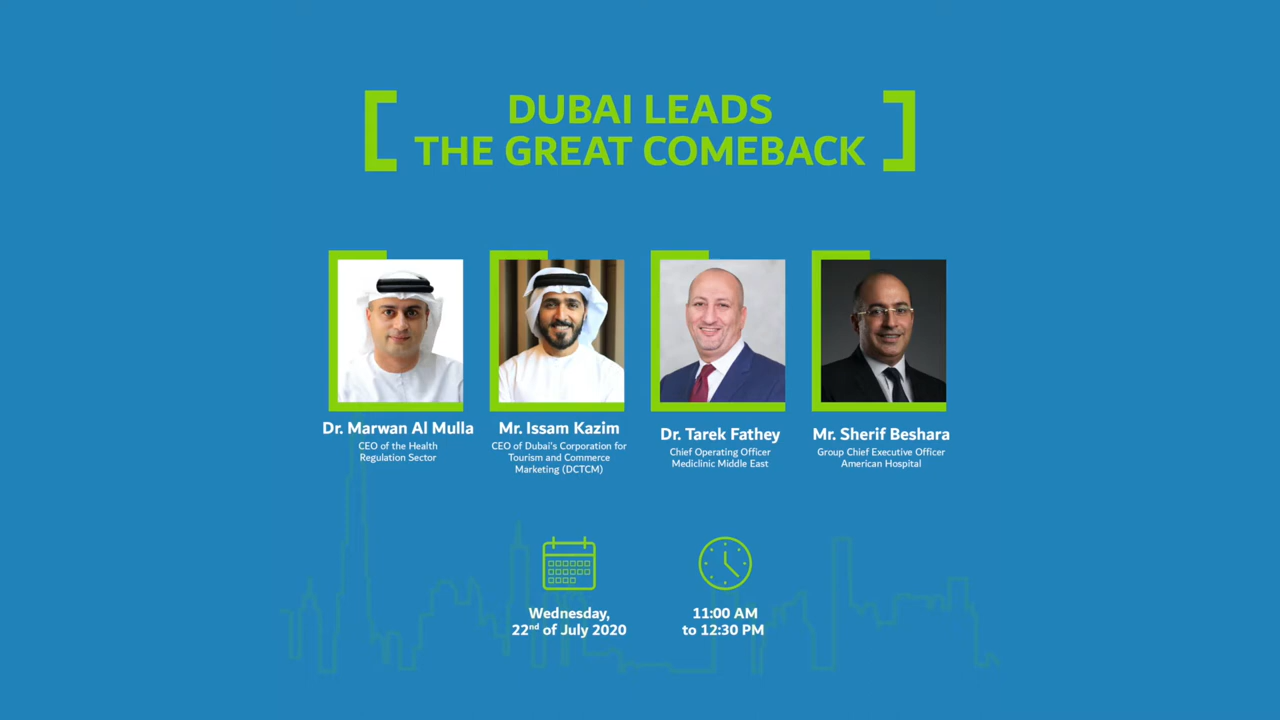 DUBAI LEADS
THE GREAT COMEBACK
Dr. Marwan Al Mulla
CEO of the Health
Regulation Sector
Mr. Issam Kazim
CEO of Dubai's Corporation for
Tourism and Commerce
Marketing (DCTCM)
Dr. Tarek Fathey
Chief Operating Officer
Mediclinic Middle East
Mr. Sherif Beshara
Group Chief Executive Officer
American Hospital
Wednesday,
22nd of July 2020
11:00 AM
to 12:30 PM